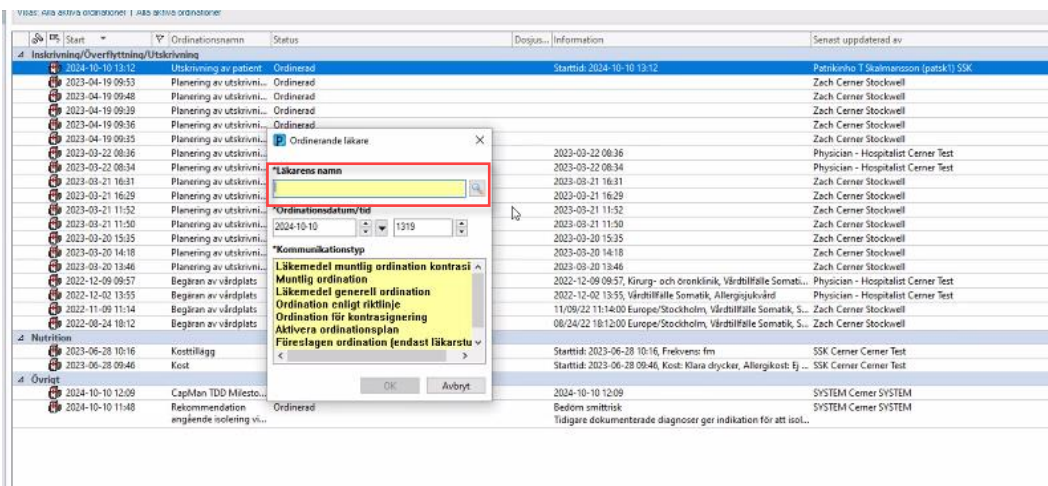 Visas: Alla aktiva ordinationer | Alla aktiva ordinationer
Start Ordinationsnamn Status Dosjus... Information Senast uppdaterad av
Inskrivning/Överflyttning/Utskrivning
2024-10-10 13:12 Utskrivning av patient Ordinerad Starttid: 2024-10-10 13:12 Patrikinho T Skalmansson (patsk1) SSK
2023-04-19 09:53 Planering av utskrivni... Ordinerad Zach Cerner Stockwell
2023-04-19 09:48 Planering av utskrivni... Ordinerad Zach Cerner Stockwell
2023-04-19 09:39 Planering av utskrivni... Ordinerad Zach Cerner Stockwell
2023-04-19 09:36 Planering av utskrivni... Ordinerad Zach Cerner Stockwell
2023-04-19 09:35 Planering av utskrivni... Zach Cerner Stockwell
2023-03-22 08:36 Planering av utskrivni... 2023-03-22 08:36 Physician - Hospitalist Cerner Test
2023-03-22 08:34 Planering av utskrivni... 2023-03-22 08:34 Physician - Hospitalist Cerner Test
2023-03-21 16:31 Planering av utskrivni... 2023-03-21 16:31 Zach Cerner Stockwell
2023-03-21 16:29 Planering av utskrivni... 2023-03-21 16:29 Zach Cerner Stockwell
2023-03-21 11:52 Planering av utskrivni... 2023-03-21 11:52 Zach Cerner Stockwell
2023-03-21 11:50 Planering av utskrivni... 2023-03-21 11:50 Zach Cerner Stockwell
2023-03-20 15:35 Planering av utskrivni... 2023-03-20 15:35 Zach Cerner Stockwell
2023-03-20 14:18 Planering av utskrivni... 2023-03-20 14:18 Zach Cerner Stockwell
2023-03-20 13:46 Planering av utskrivni... 2023-03-20 13:46 Zach Cerner Stockwell
2022-12-09 09:57 Begäran av vårdplats 2022-12-09 09:57, Kirurg- och öronklinik, Vårdtillfälle Somati... Physician - Hospitalist Cerner Test
2022-12-02 13:55 Begäran av vårdplats 2022-12-02 13:55, Vårdtillfälle Somatik, Allergisjukvård Physician - Hospitalist Cerner Test
2022-11-09 11:14 Begäran av vårdplats 11/09/22 11:14:00 Europe/Stockholm, Vårdtillfälle Somatik, S... Zach Cerner Stockwell
2022-08-24 18:12 Begäran av vårdplats 08/24/22 18:12:00 Europe/Stockholm, Vårdtillfälle Somatik, S... Zach Cerner Stockwell
Nutrition
2023-06-28 10:16 Kosttillägg Starttid: 2023-06-28 10:16, Frekvens: fm SSK Cerner Cerner Test
2023-06-28 09:46 Kost Starttid: 2023-06-28 09:46, Kost: Klara drycker, Allergikost: Ej ... SSK Cerner Cerner Test
Övrigt
2024-10-10 12:09 CapMan TDD Milesto... 2024-10-10 12:09 SYSTEM Cerner SYSTEM
2024-10-10 11:48 Rekommendation Ordinerad Bedöm smittrisk SYSTEM Cerner SYSTEM
angående isolering vi... Tidigare dokumenterade diagnoser ger indikation för att isol...
P Ordinerande läkare
*Läkarens namn
*Ordinationsdatum/tid
2024-10-10 1319
*Kommunikationstyp
Läkemedel muntlig ordination kontrasi
Muntlig ordination
Läkemedel generell ordination
Ordination enligt riktlinje
Ordination för kontrasignering
Aktivera ordinationsplan
Föreslagen ordination (endast läkarstu
OK Avbryt